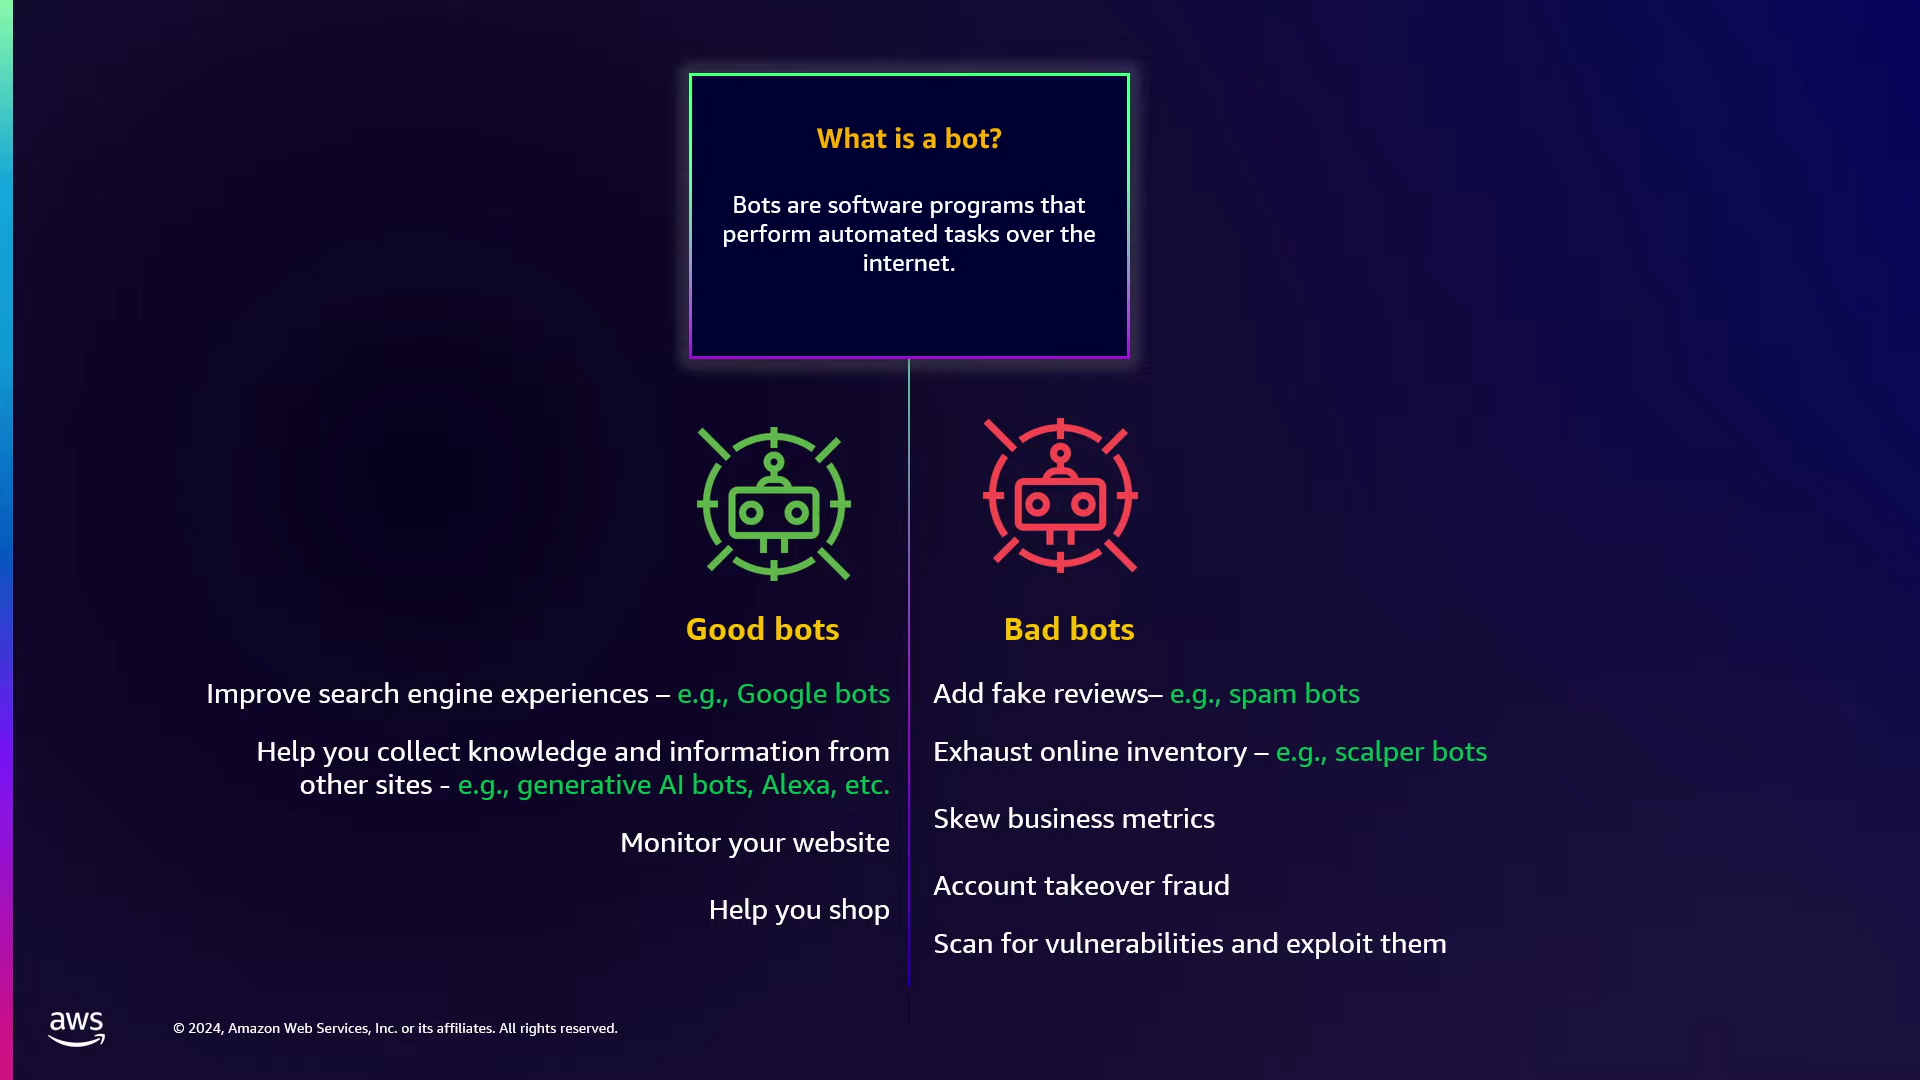 What is a bot?
Bots are software programs that
perform automated tasks over the
internet.
Good bots
Improve search engine experiences – e.g., Google bots
Help you collect knowledge and information from
other sites - e.g., generative AI bots, Alexa, etc.
Monitor your website
Help you shop
Bad bots
Add fake reviews– e.g., spam bots
Exhaust online inventory – e.g., scalper bots
Skew business metrics
Account takeover fraud
Scan for vulnerabilities and exploit them
aws
© 2024, Amazon Web Services, Inc. or its affiliates. All rights reserved.